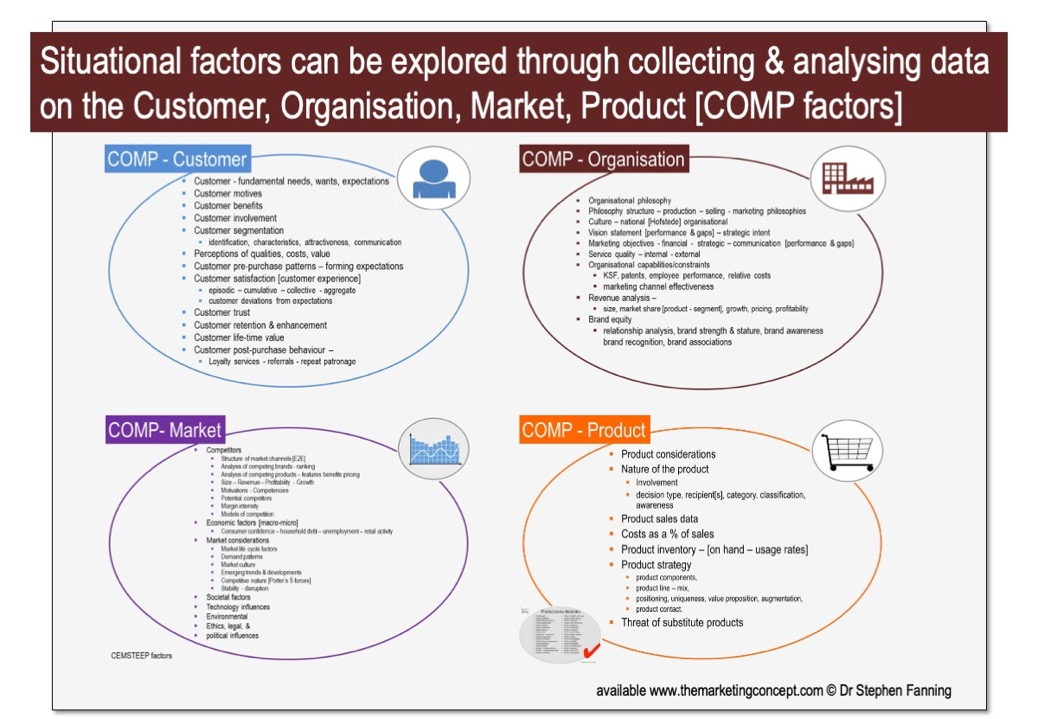 Situational factors can be explored through collecting & analysing data
on the Customer, Organisation, Market, Product [COMP factors]
COMP - Customer
Customer - fundamental needs, wants, expectations
Customer motives
Customer benefits
Customer involvement
Customer segmentation
identification, characteristics, attractiveness, communication
Perceptions of qualities, costs, value
Customer pre-purchase patterns – forming expectations
Customer satisfaction [customer experience]
episodic – cumulative – collective - aggregate
customer deviations from expectations
Customer trust
Customer retention & enhancement
Customer life-time value
Customer post-purchase behaviour –
Loyalty services - referrals - repeat patronage
COMP - Organisation
Organisational philosophy
Philosophy structure – production – selling - marketing philosophies
Culture – national [Hofstede] organisational
Vision statement [performance & gaps] – strategic intent
Marketing objectives - financial - strategic – communication [performance & gaps]
Service quality – internal - external
Organisational capabilities/constraints
KSF, patents, employee performance, relative costs
marketing channel effectiveness
Revenue analysis –
size, market share [product - segment], growth, pricing, profitability
Brand equity
relationship analysis, brand strength & stature, brand awareness
brand recognition, brand associations
COMP- Market
Competitors
Structure of market channels [E2E]
Analysis of competing brands - ranking
Analysis of competing products – features benefits pricing
Size – Revenue – Profitability - Growth
Motivations - Competencies
Potential competitors
Margin intensity
Models of competition
Economic factors [macro-micro]
Consumer confidence – household debt – unemployment – retail activity
Market considerations
Market life cycle factors
Demand patterns
Market culture
Emerging trends & developments
Competitive nature [Porter's 5 forces]
Stability - disruption
Societal factors
Technology influences
Environmental
Ethics, legal, &
political influences
CEMSTEEP factors
COMP - Product
Product considerations
Nature of the product
Involvement
decision type, recipient[s], category, classification,
awareness
Product sales data
Costs as a % of sales
Product inventory – [on hand – usage rates]
Product strategy
product components,
product line – mix,
positioning, uniqueness, value proposition, augmentation,
product contact,
Threat of substitute products
available www.themarketingconcept.com © Dr Stephen Fanning